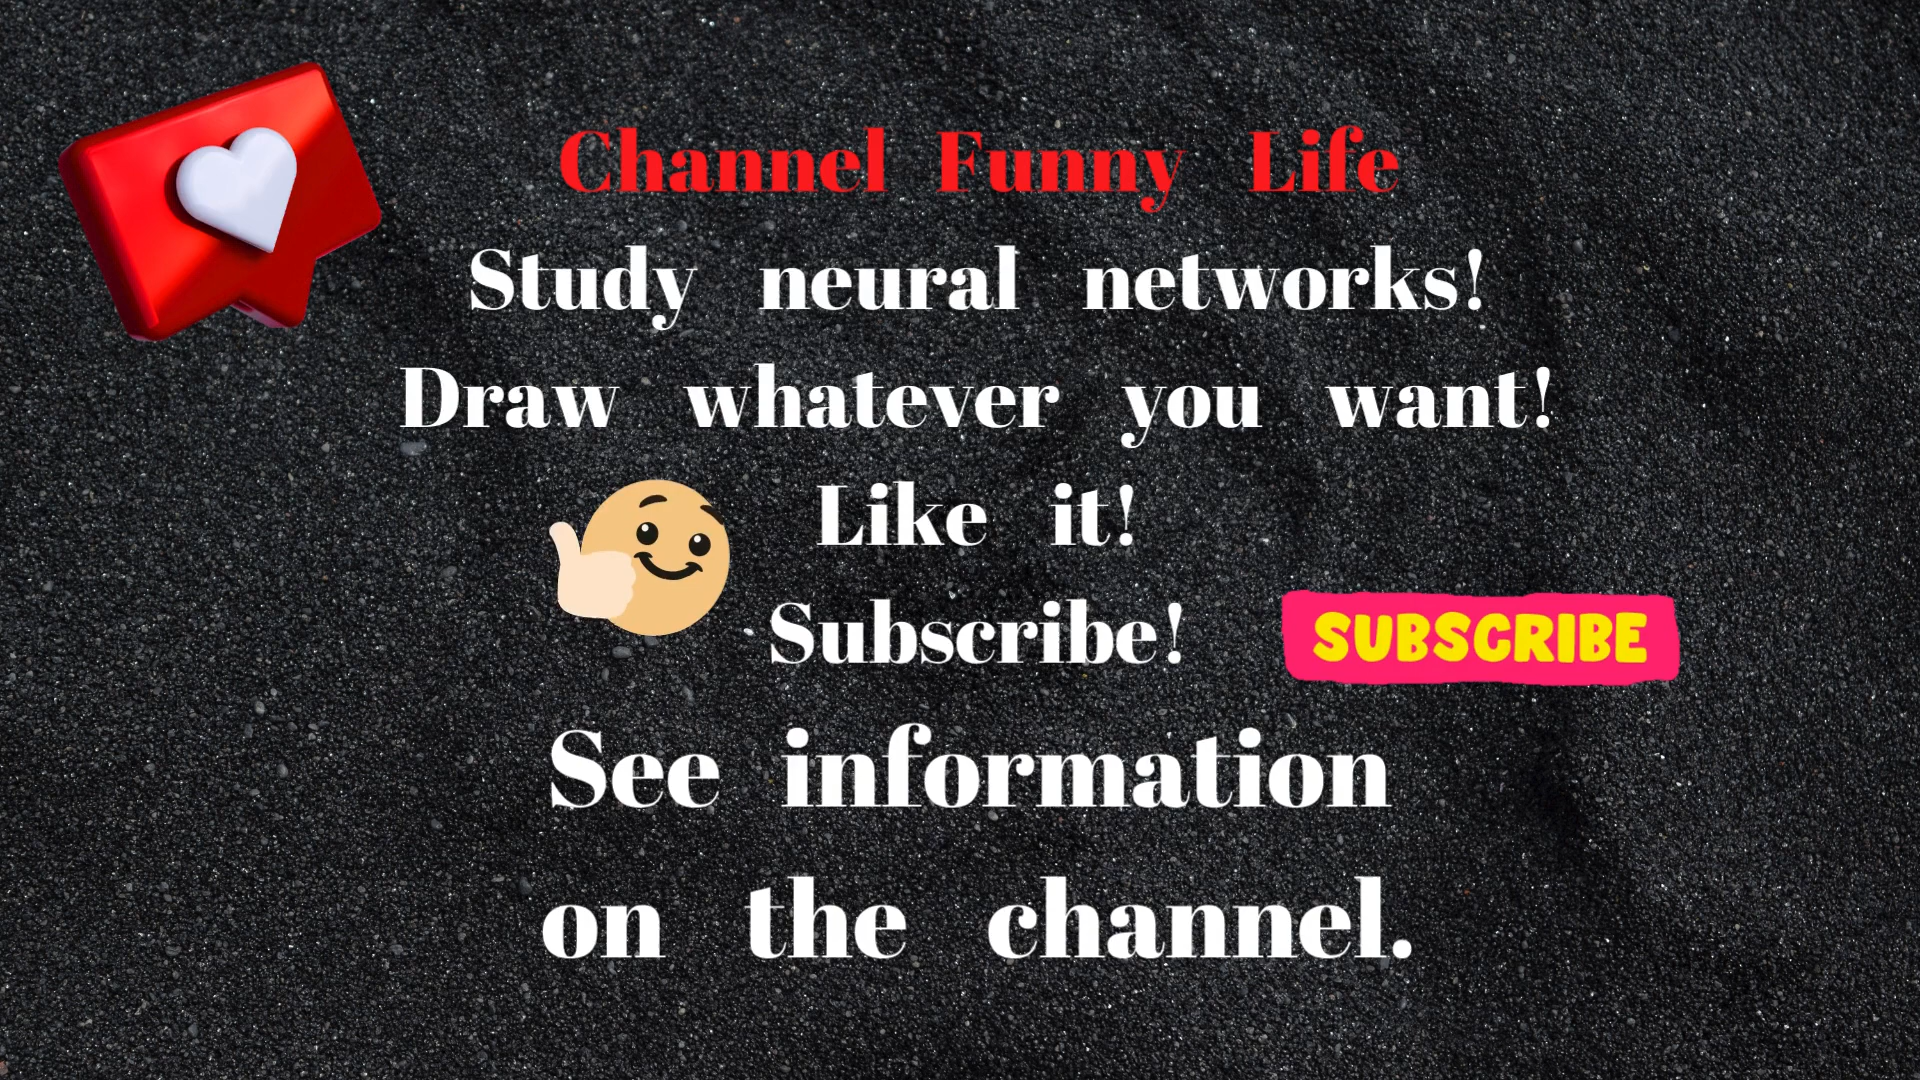 Channel Funny Life
Study neural networks!
Draw whatever you want!
Like it!
Subscribe!
SUBSCRIBE
See information
on the channel.